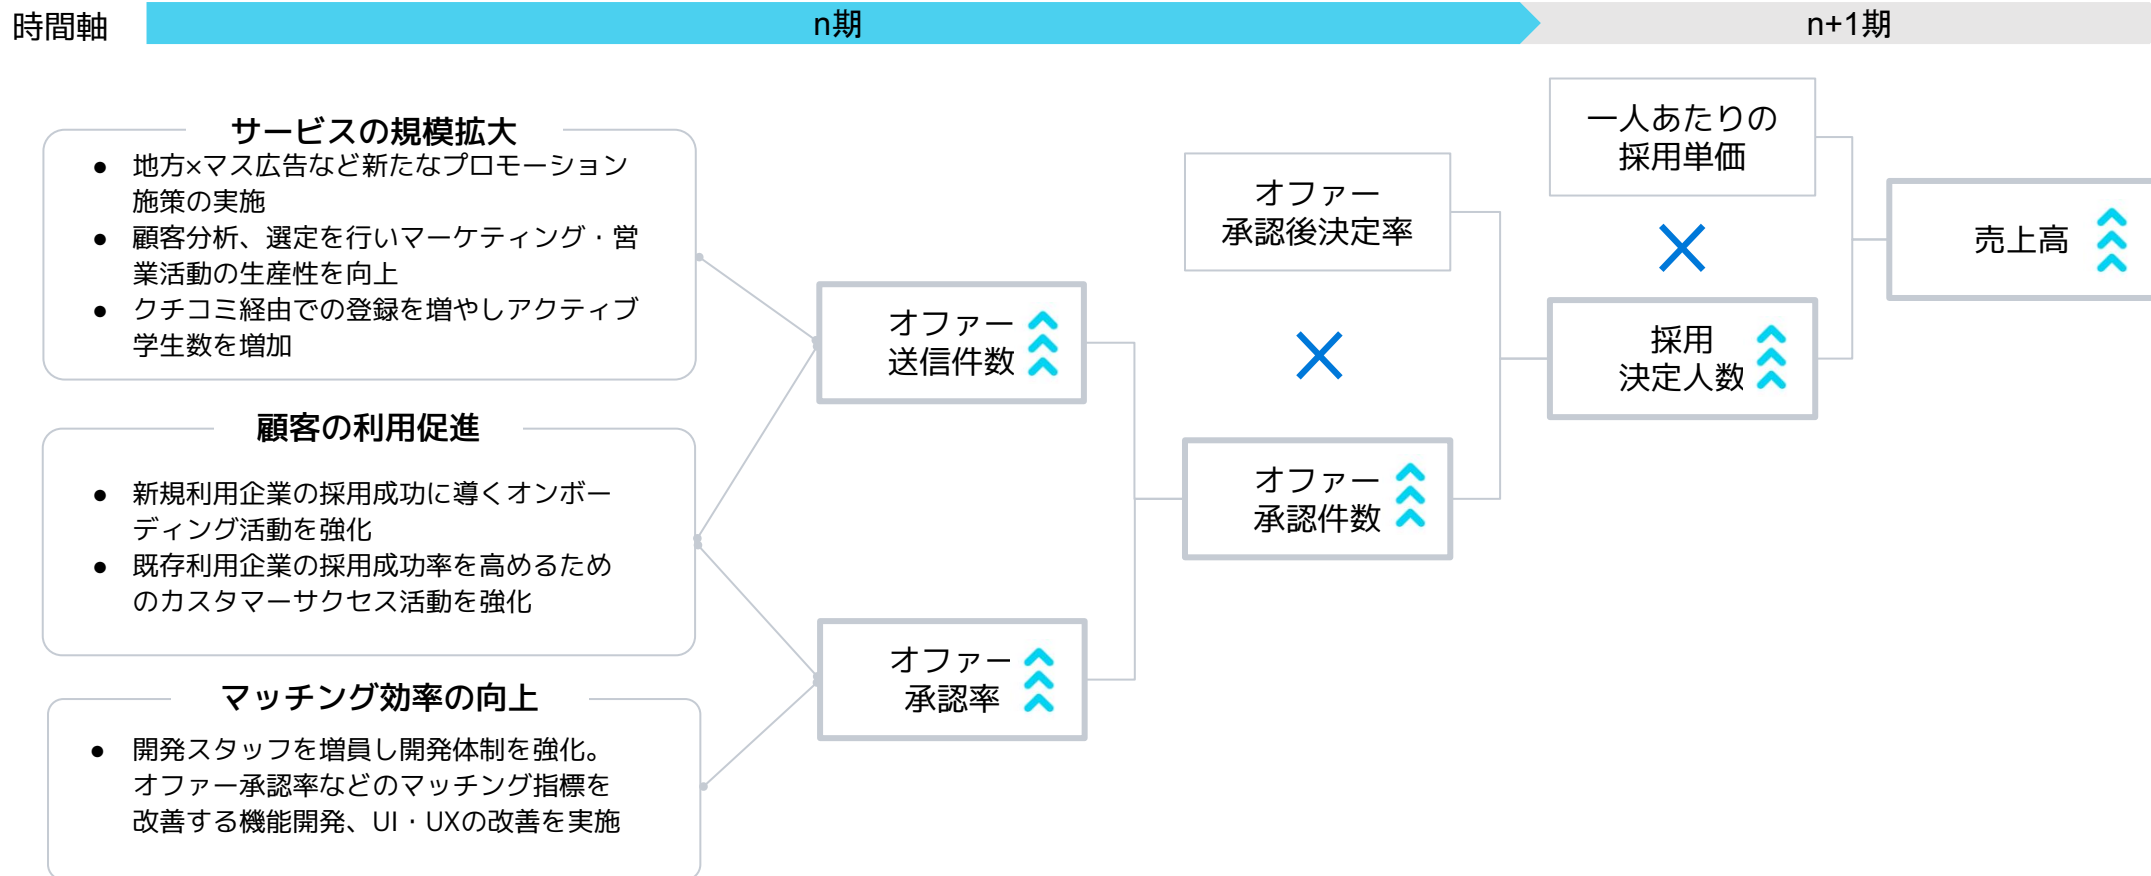 時間軸
n期
n+1期
サービスの規模拡大
● 地方×マス広告など新たなプロモーション
施策の実施
● 顧客分析、選定を行いマーケティング・営
業活動の生産性を向上
● クチコミ経由での登録を増やしアクティブ
学生数を増加
顧客の利用促進
● 新規利用企業の採用成功に導くオンボー
ディング活動を強化
● 既存利用企業の採用成功率を高めるため
のカスタマーサクセス活動を強化
マッチング効率の向上
● 開発スタッフを増員し開発体制を強化。
オファー承認率などのマッチング指標を
改善する機能開発、UI・UXの改善を実施
オファー
送信件数
オファー
承認率
オファー
承認後決定率
オファー
承認件数
一人あたりの
採用単価
採用
決定人数
売上高